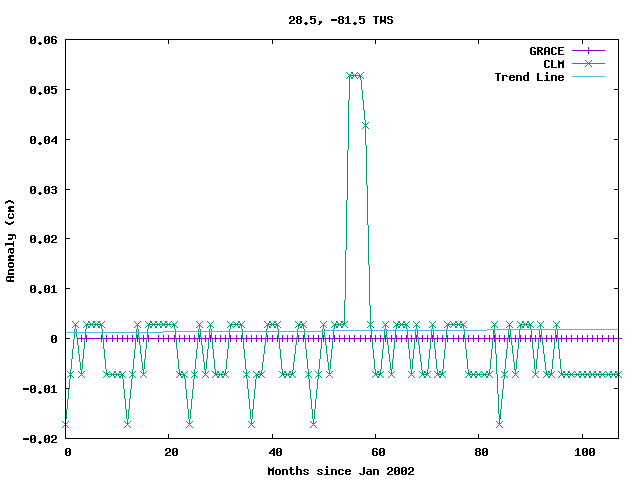 28.5, -81.5 TWS
0.06
0.05
0.04
0.03
0.02
0.01
0
-0.01
-0.02
Anomaly (cm)
GRACE
CLM
Trend Line
0 20 40 60 80 100
Months since Jan 2002